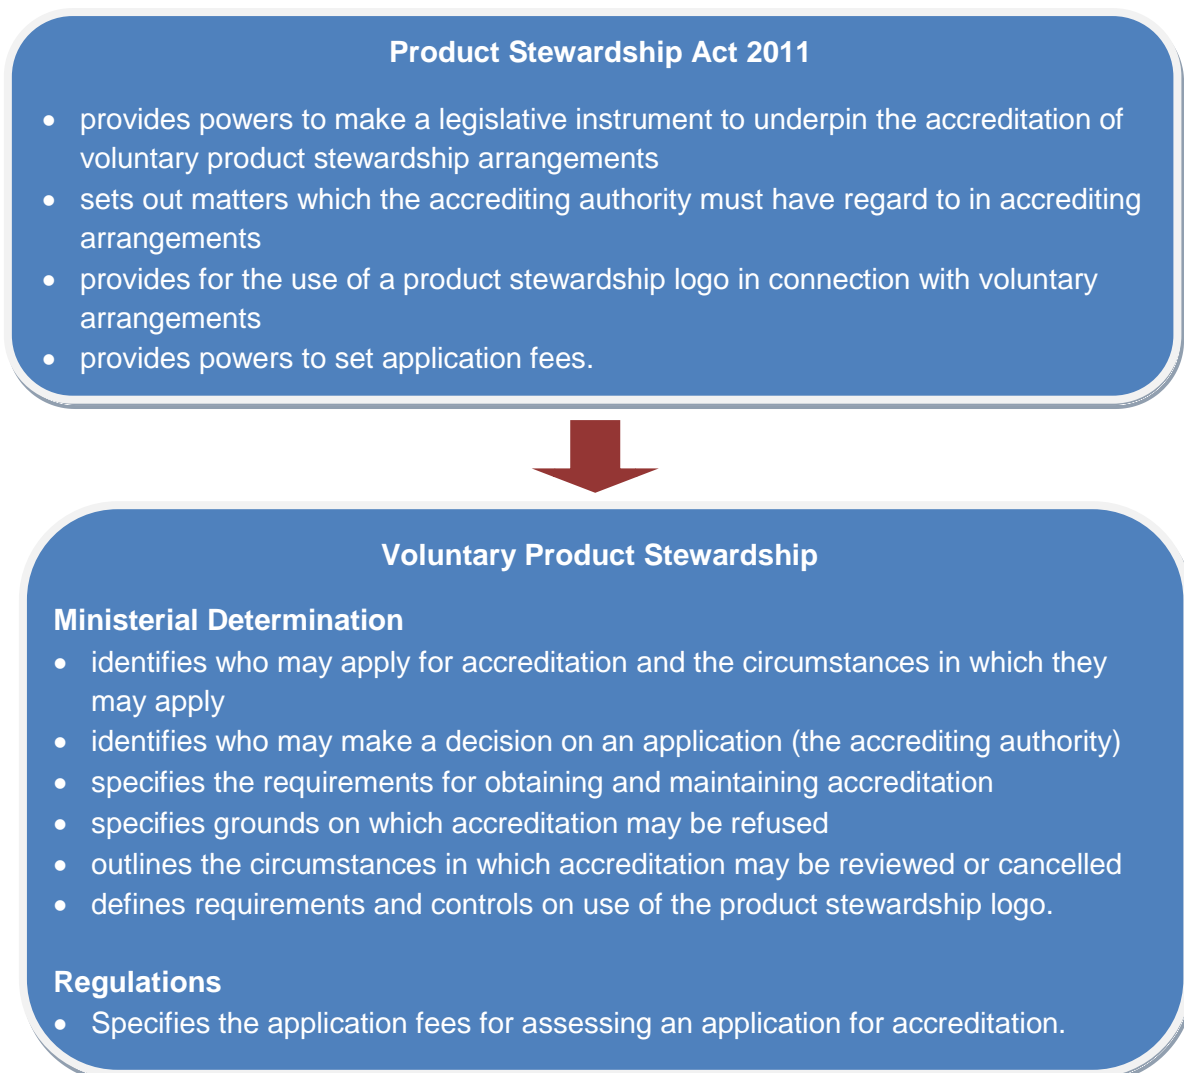 Product Stewardship Act 2011
• provides powers to make a legislative instrument to underpin the accreditation of
voluntary product stewardship arrangements
• sets out matters which the accrediting authority must have regard to in accrediting
arrangements
• provides for the use of a product stewardship logo in connection with voluntary
arrangements
• provides powers to set application fees.
Voluntary Product Stewardship
Ministerial Determination
• identifies who may apply for accreditation and the circumstances in which they
may apply
• identifies who may make a decision on an application (the accrediting authority)
• specifies the requirements for obtaining and maintaining accreditation
• specifies grounds on which accreditation may be refused
• outlines the circumstances in which accreditation may be reviewed or cancelled
• defines requirements and controls on use of the product stewardship logo.
Regulations
• Specifies the application fees for assessing an application for accreditation.